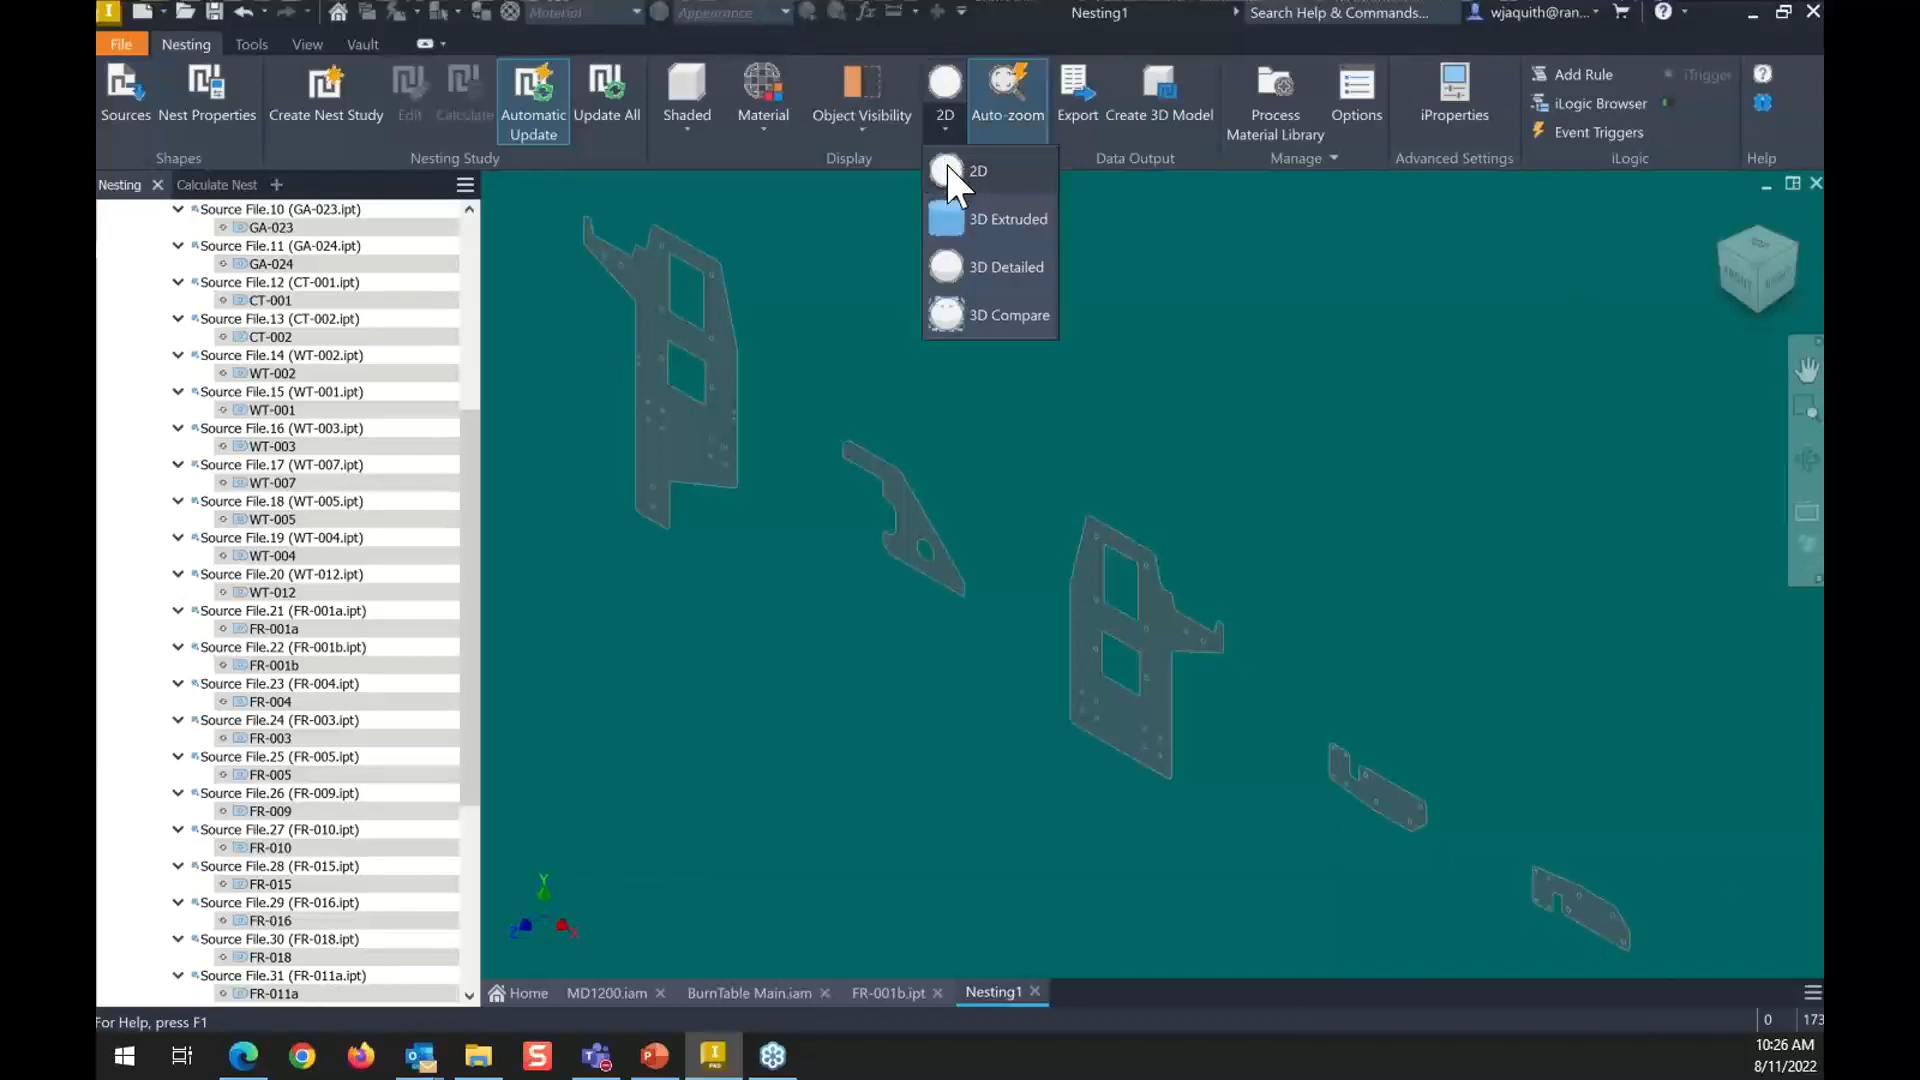 Material
Appearance
Nesting1
Search Help & Commands...
wjaquith@ran...
File
Nesting
Tools
View
Vault
Sources
Nest Properties
Create Nest Study
Edit
Calculate
Automatic
Update
Update All
Shaded
Material
Object Visibility
2D
Auto-zoom
Export
Create 3D Model
Process
Material Library
Options
iProperties
Add Rule
iTrigger
iLogic Browser
Event Triggers
Shapes
Nesting Study
Display
Data Output
Manage
Advanced Settings
iLogic
Help
2D
3D Extruded
3D Detailed
3D Compare
Nesting
Calculate Nest
Source File.10 (GA-023.ipt)
GA-023
Source File.11 (GA-024.ipt)
GA-024
Source File.12 (CT-001.ipt)
CT-001
Source File.13 (CT-002.ipt)
CT-002
Source File.14 (WT-002.ipt)
WT-002
Source File.15 (WT-001.ipt)
WT-001
Source File.16 (WT-003.ipt)
WT-003
Source File.17 (WT-007.ipt)
WT-007
Source File.18 (WT-005.ipt)
WT-005
Source File.19 (WT-004.ipt)
WT-004
Source File.20 (WT-012.ipt)
WT-012
Source File.21 (FR-001a.ipt)
FR-001a
Source File.22 (FR-001b.ipt)
FR-001b
Source File.23 (FR-004.ipt)
FR-004
Source File.24 (FR-003.ipt)
FR-003
Source File.25 (FR-005.ipt)
FR-005
Source File.26 (FR-009.ipt)
FR-009
Source File.27 (FR-010.ipt)
FR-010
Source File.28 (FR-015.ipt)
FR-015
Source File.29 (FR-016.ipt)
FR-016
Source File.30 (FR-018.ipt)
FR-018
Source File.31 (FR-011a.ipt)
FR-011a
FRONT
RIGHT
Y
Z
X
Home
MD1200.iam
BurnTable Main.iam
FR-001b.ipt
Nesting1
For Help, press F1
0
173
10:26 AM
8/11/2022